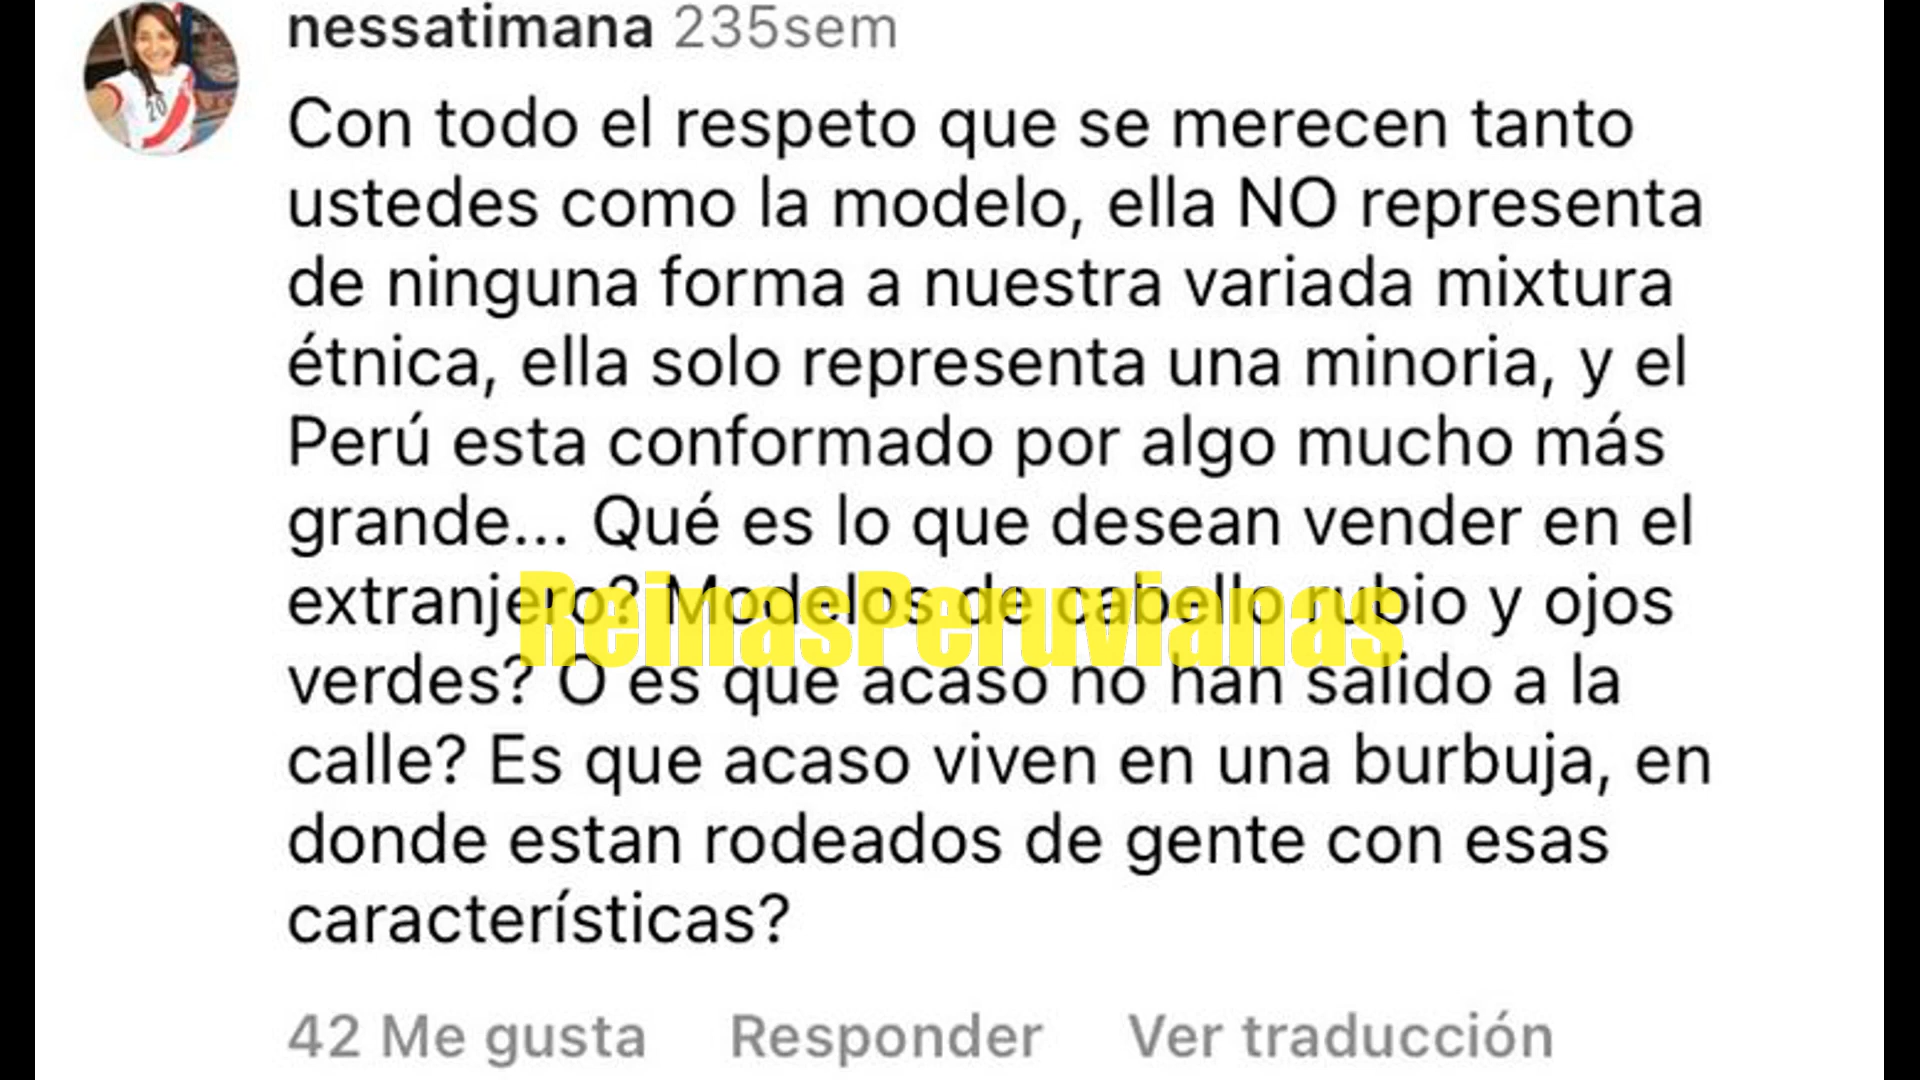 nessatimana 235sem
Con todo el respeto que se merecen tanto
ustedes como la modelo, ella NO representa
de ninguna forma a nuestra variada mixtura
étnica, ella solo representa una minoria, y el
Perú esta conformado por algo mucho más
grande... Qué es lo que desean vender en el
extranjero? Modelos de cabello rubio y ojos
ReinasPeruvianas
verdes? O es que acaso no han salido a la
calle? Es que acaso viven en una burbuja, en
donde estan rodeados de gente con esas
características?
42 Me gusta Responder Ver traducción
20